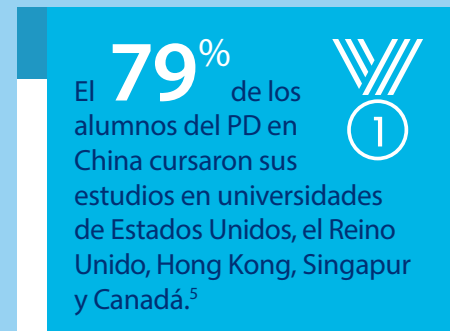 El 79% de los
alumnos del PD en
China cursaron sus
estudios en universidades
de Estados Unidos, el Reino
Unido, Hong Kong, Singapur
y Canadá.5
1